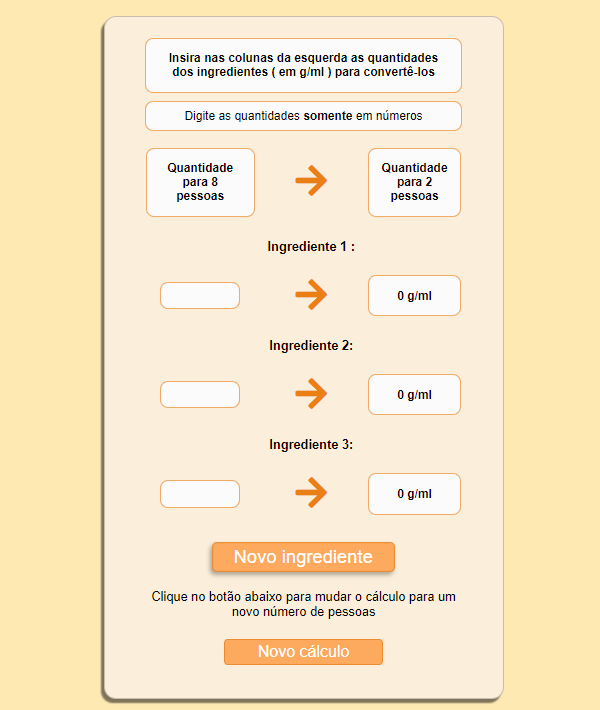 Insira nas colunas da esquerda as quantidades
dos ingredientes ( em g/ml ) para convertê-los
Digite as quantidades somente em números
Quantidade
para 8
pessoas
Quantidade
para 2
pessoas
Ingrediente 1 :
0 g/ml
Ingrediente 2:
0 g/ml
Ingrediente 3:
0 g/ml
Novo ingrediente
Clique no botão abaixo para mudar o cálculo para um
novo número de pessoas
Novo cálculo